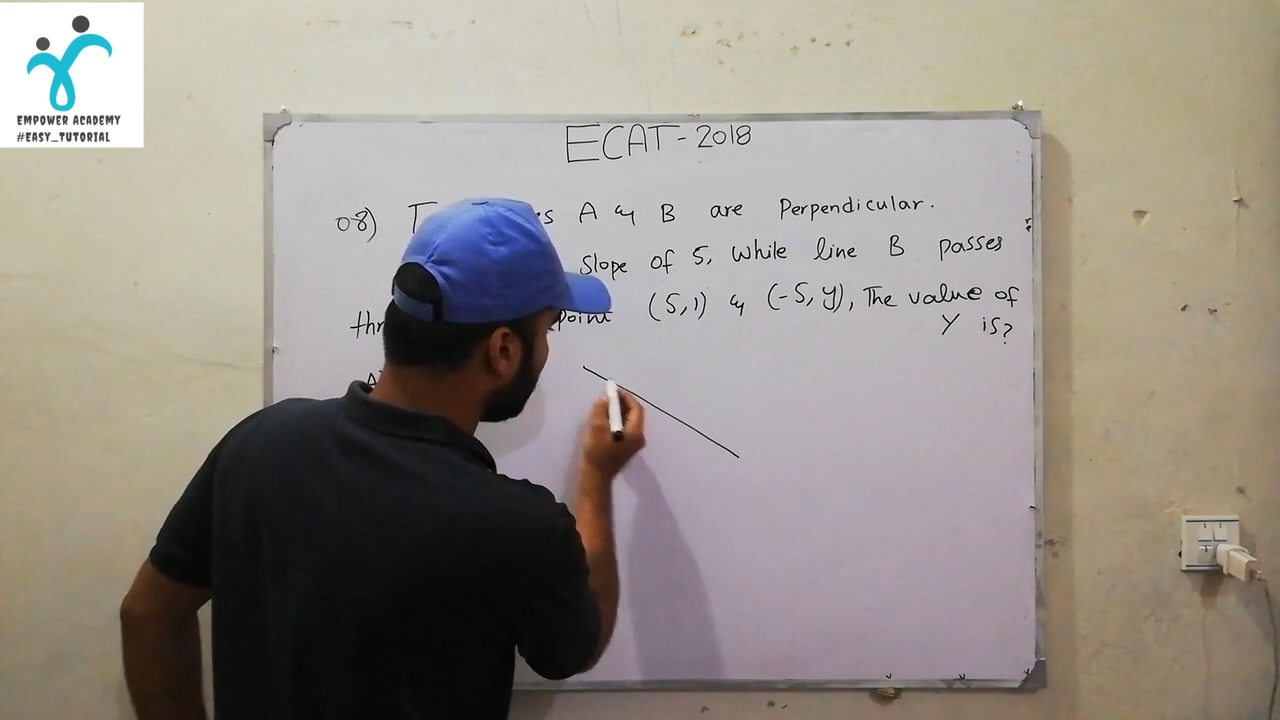 EMPOWER ACADEMY
#EASY_TUTORIAL
ECAT-2018
08) A & B are Perpendicular.
Slope of 5, while line B passes
point (5,1) & (-5,y), The value of
Y is?